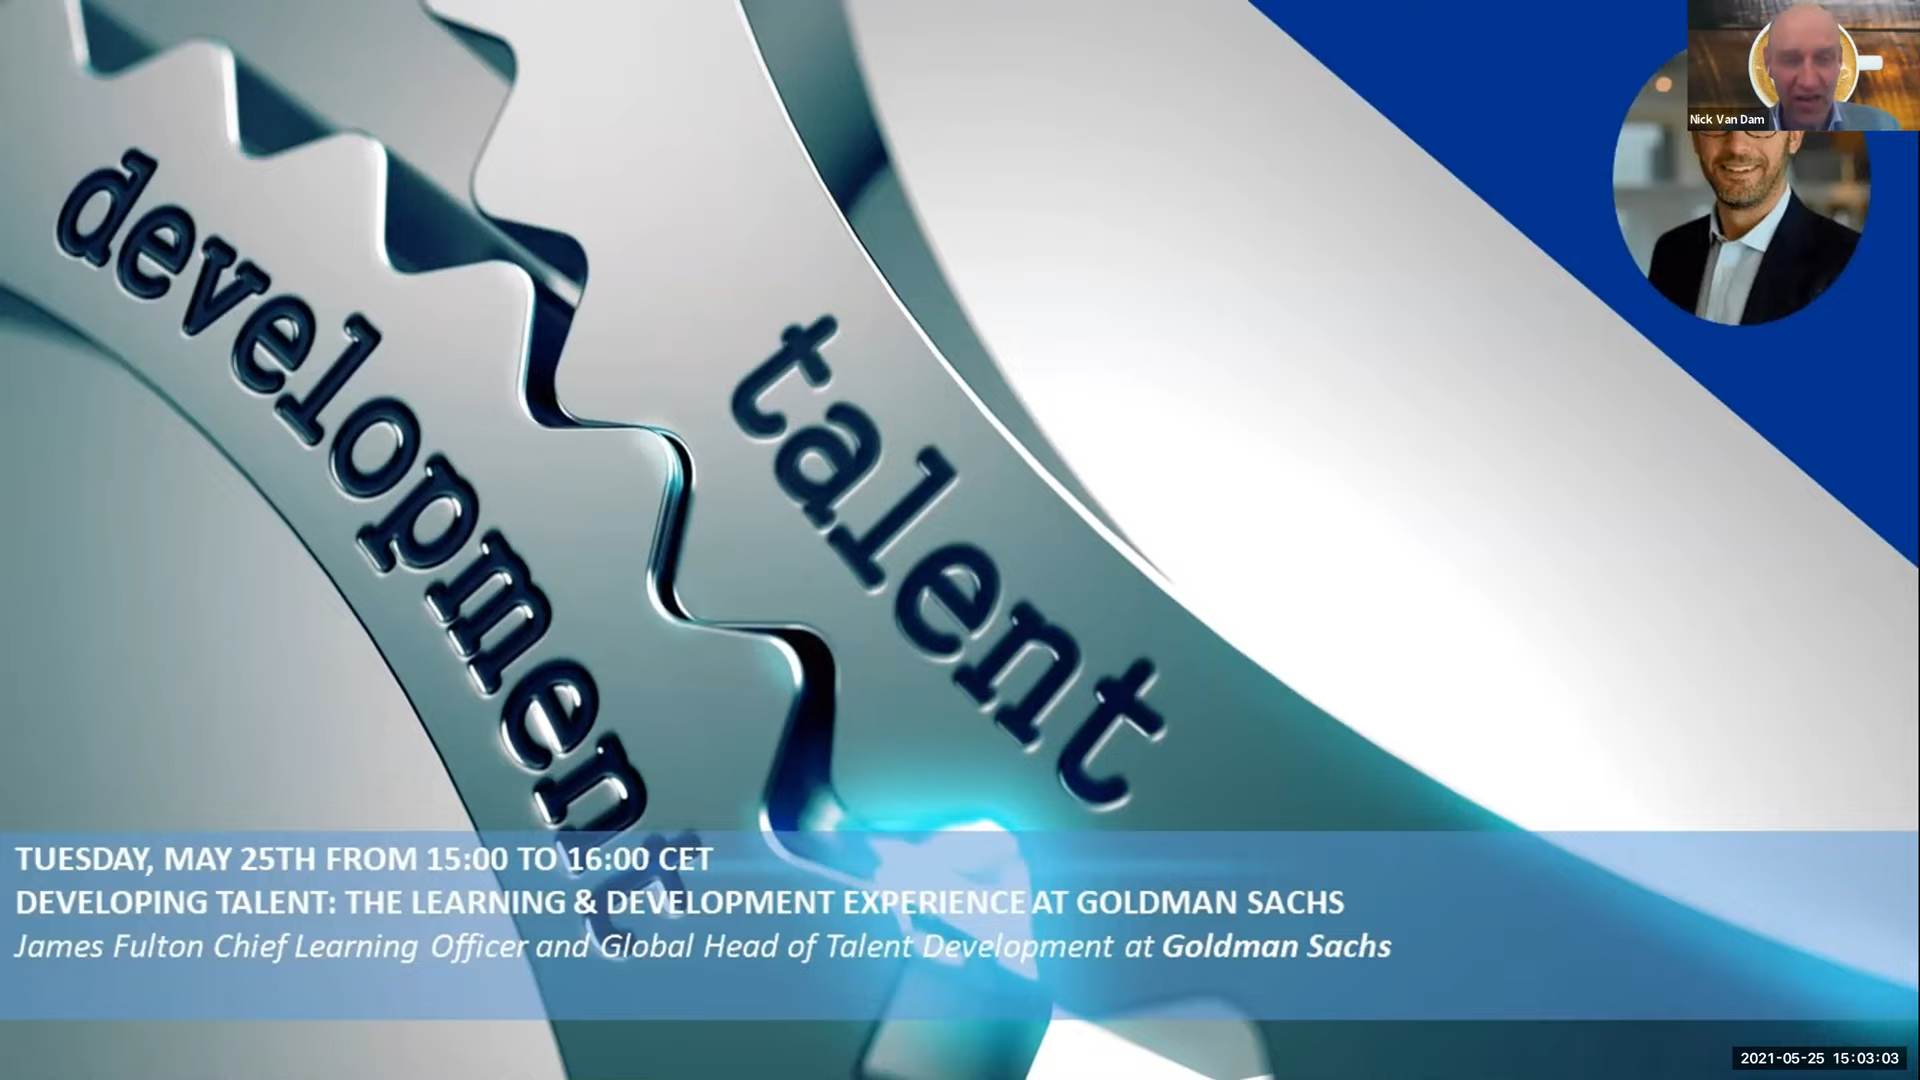 Nick Van Dam
development
talent
TUESDAY, MAY 25TH FROM 15:00 TO 16:00 CET
DEVELOPING TALENT: THE LEARNING & DEVELOPMENT EXPERIENCE AT GOLDMAN SACHS
James Fulton Chief Learning Officer and Global Head of Talent Development at Goldman Sachs
2021-05-25 15:03:03